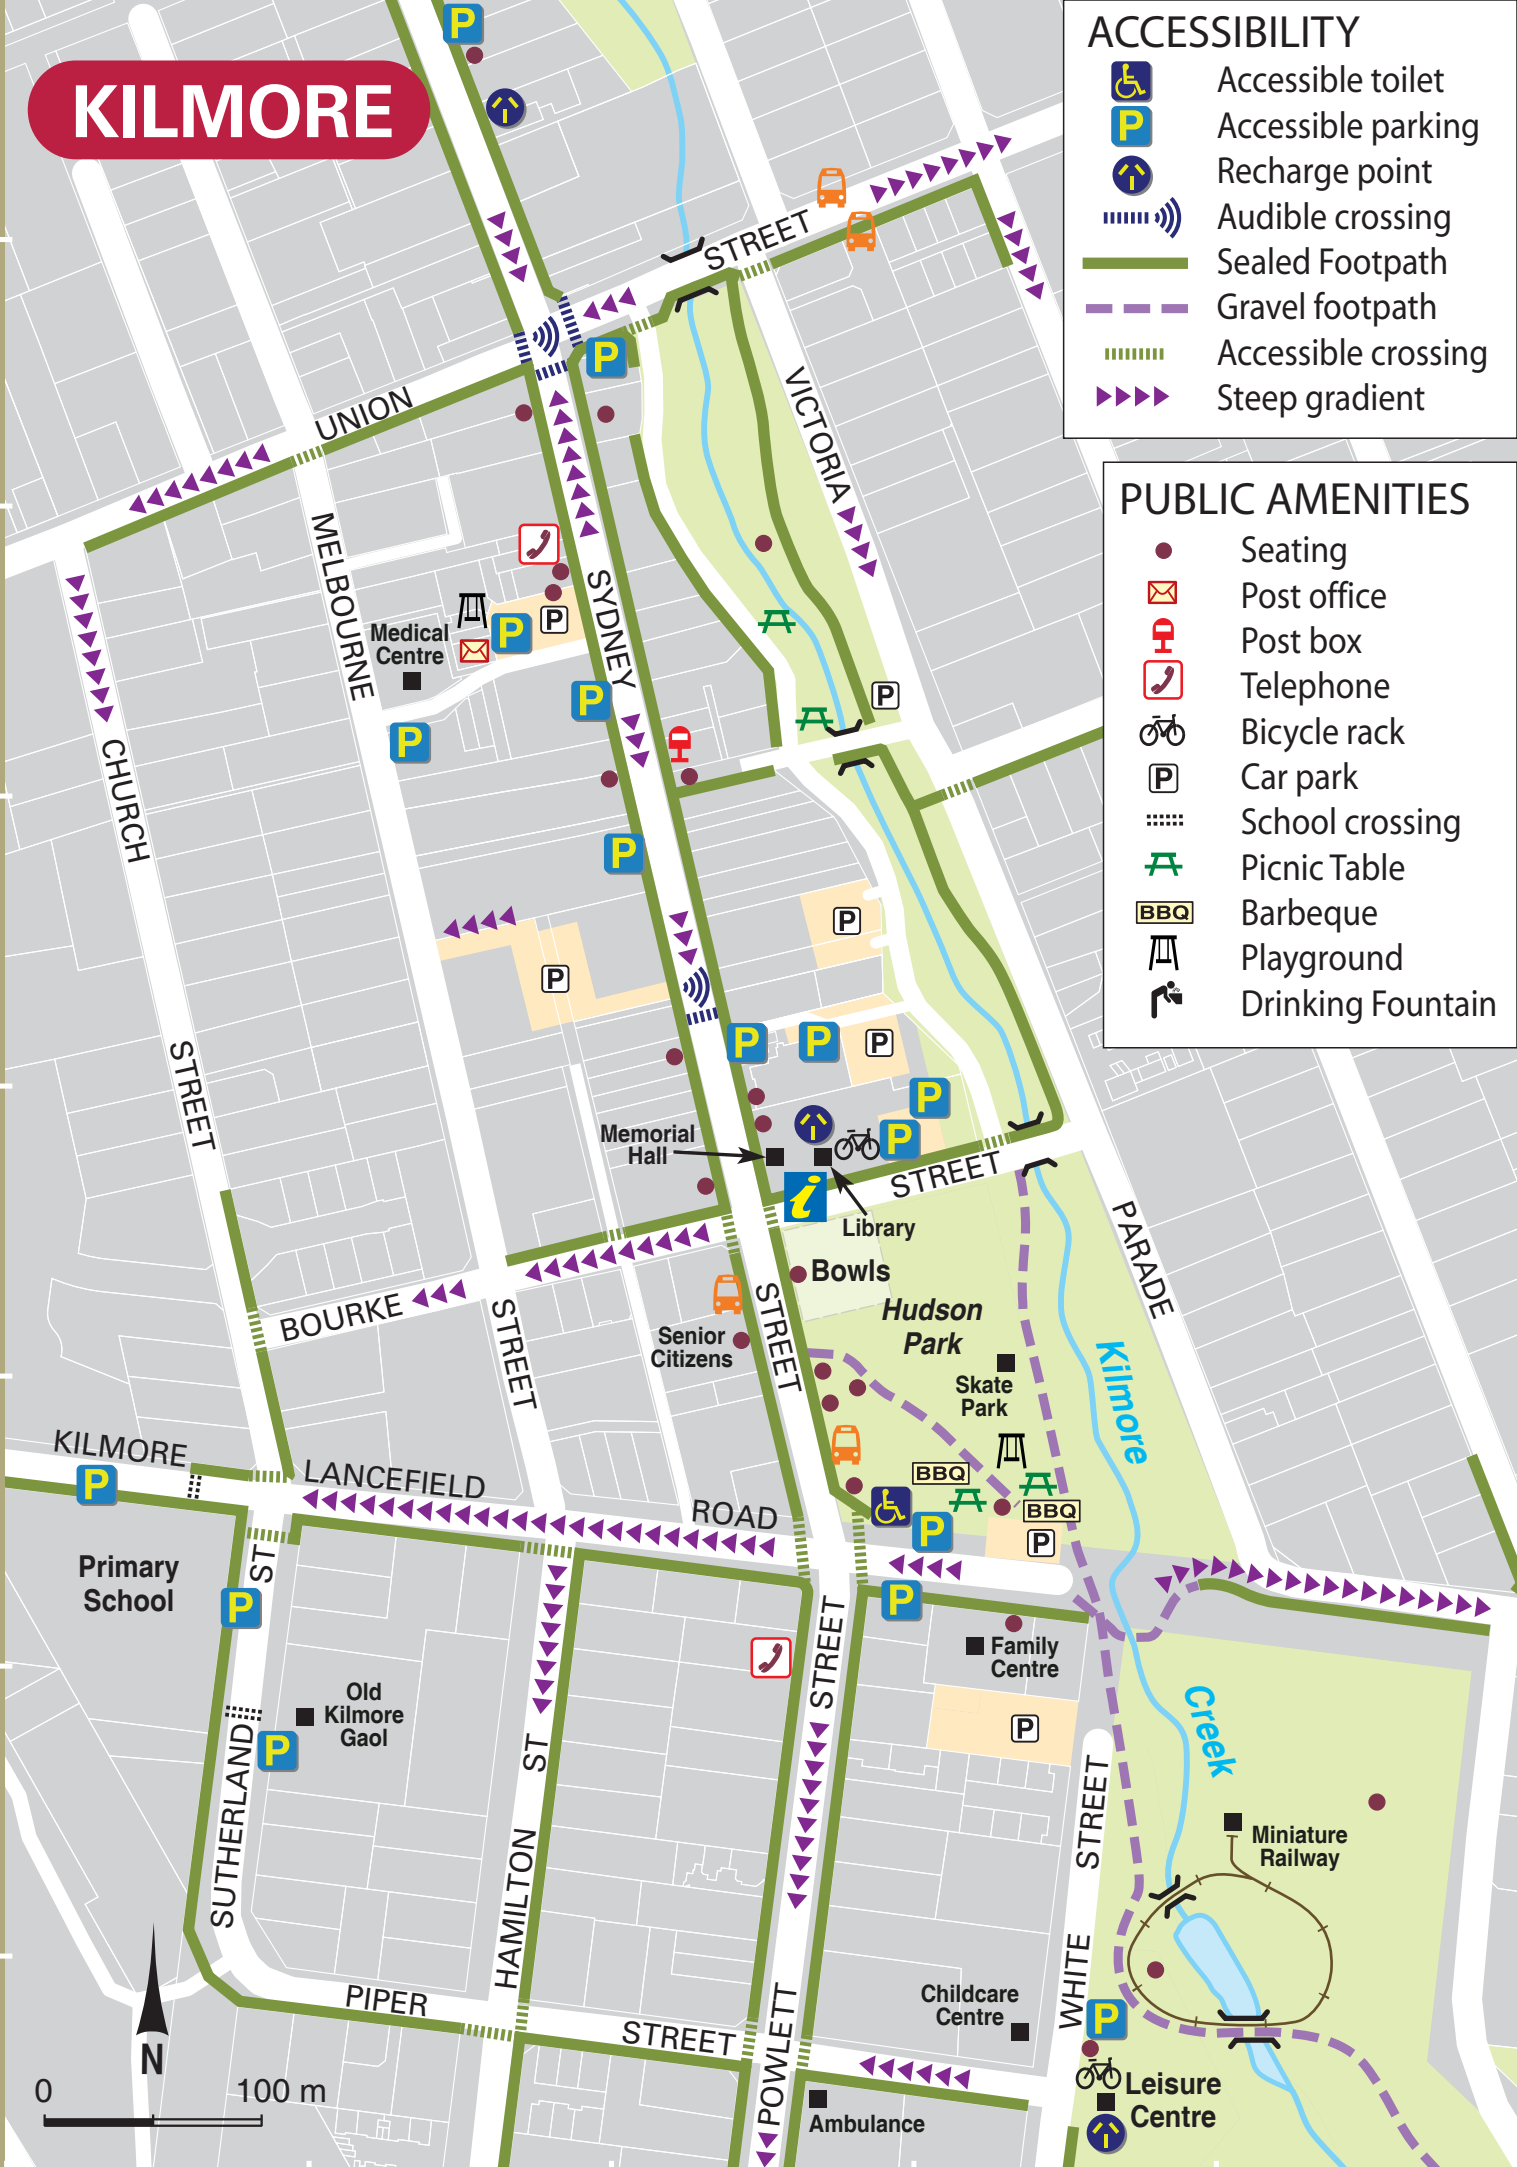 KILMORE
ACCESSIBILITY
Accessible toilet
P
Accessible parking
Recharge point
Audible crossing
Sealed Footpath
Gravel footpath
Accessible crossing
Steep gradient
PUBLIC AMENITIES
Seating
Post office
Post box
Telephone
Bicycle rack
P
Car park
School crossing
Picnic Table
BBQ
Barbeque
Playground
Drinking Fountain
P
STREET
P
UNION
VICTORIA
MELBOURNE
SYDNEY
P
P
Medical
Centre
P
P
P
CHURCH
P
P
P
STREET
P
P
P
P
P
Memorial
Hall
STREET
i
Library
PARADE
Bowls
BOURKE
STREET
STREET
Hudson
Park
Senior
Citizens
Skate
Park
Kilmore
KILMORE
P
LANCEFIELD
ROAD
BBQ
BBQ
P
P
Primary
School
ST
P
P
STREET
Family
Centre
Old
Kilmore
Gaol
P
P
Creek
SUTHERLAND
ST
HAMILTON
STREET
Miniature
Railway
PIPER
STREET
POWLETT
Childcare
Centre
WHITE
P
N
0
100 m
Ambulance
Leisure
Centre